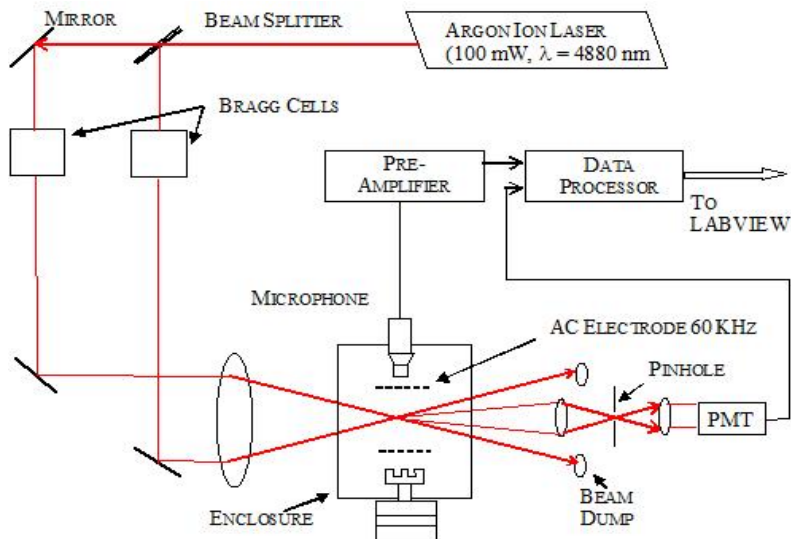 MIRROR
BEAM SPLITTER
ARGON ION LASER
(100 mW, λ = 4880 nm
BRAGG CELLS
PRE-
AMPLIFIER
DATA
PROCESSOR
TO
LABVIEW
MICROPHONE
AC ELECTRODE 60 KHZ
PINHOLE
PMT
ENCLOSURE
BEAM
DUMP